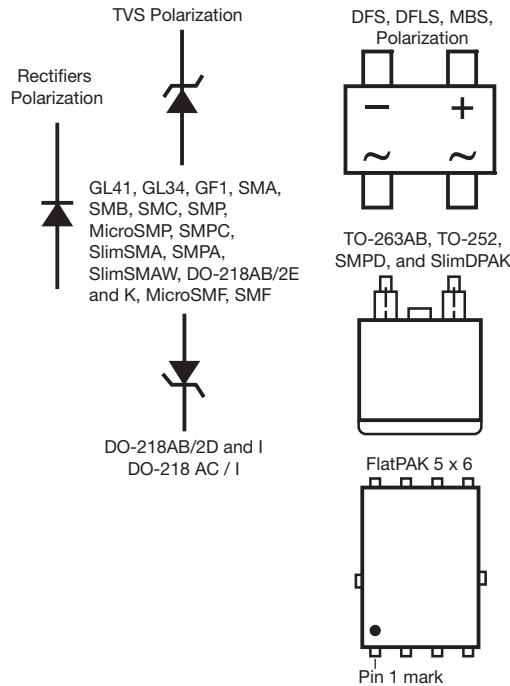 TVS Polarization
Rectifiers
Polarization
GL41, GL34, GF1, SMA,
SMB, SMC, SMP,
MicroSMP, SMPC,
SlimSMA, SMPA,
SlimSMAW, DO-218AB/2E
and K, MicroSMF, SMF
DO-218AB/2D and I
DO-218 AC / I
DFS, DFLS, MBS,
Polarization
− +
~ ~
TO-263AB, TO-252,
SMPD, and SlimDPAK
FlatPAK 5 x 6
Pin 1 mark